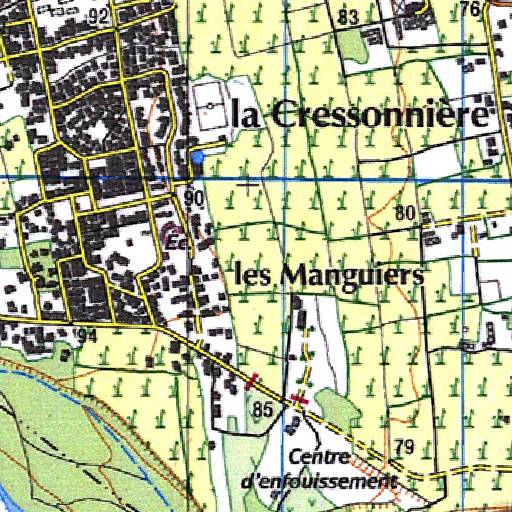 92
83
76
la Cressonnière
90
80
Ec
les Manguiers
94
85
79
Centre
d'enfouissement